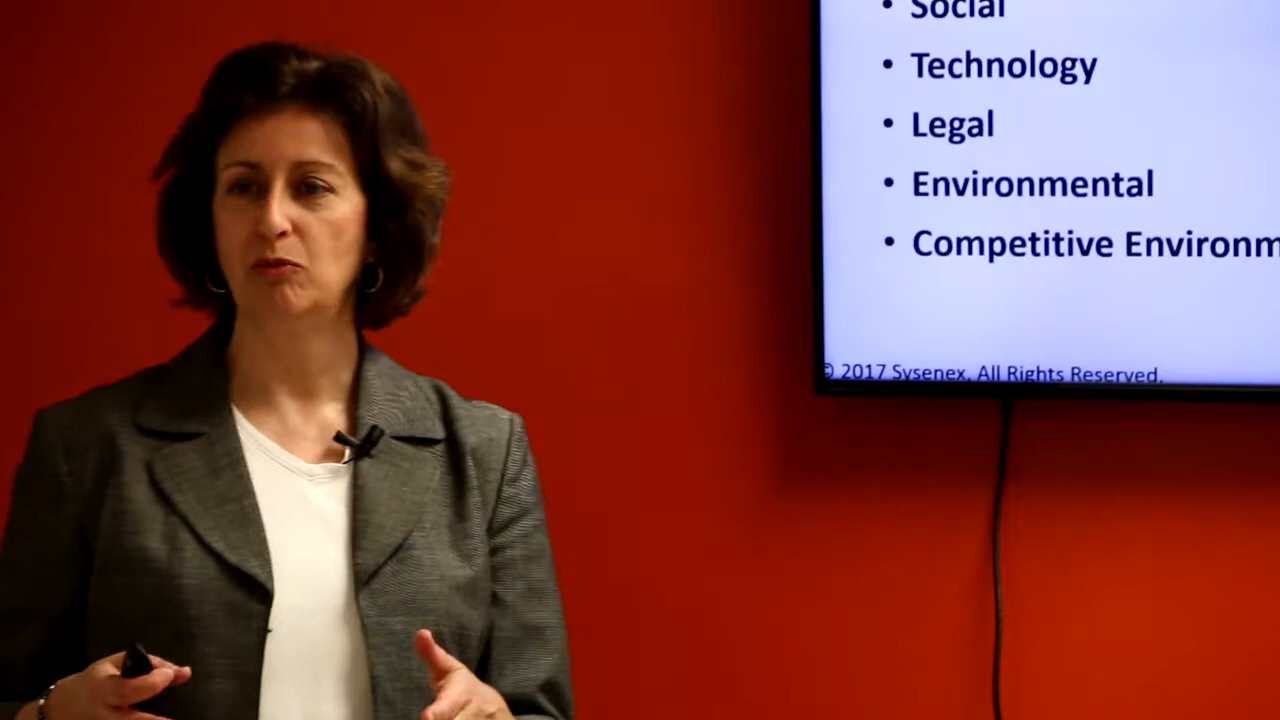 • Social
• Technology
• Legal
• Environmental
• Competitive Environm
© 2017 Sysenex, All Rights Reserved.